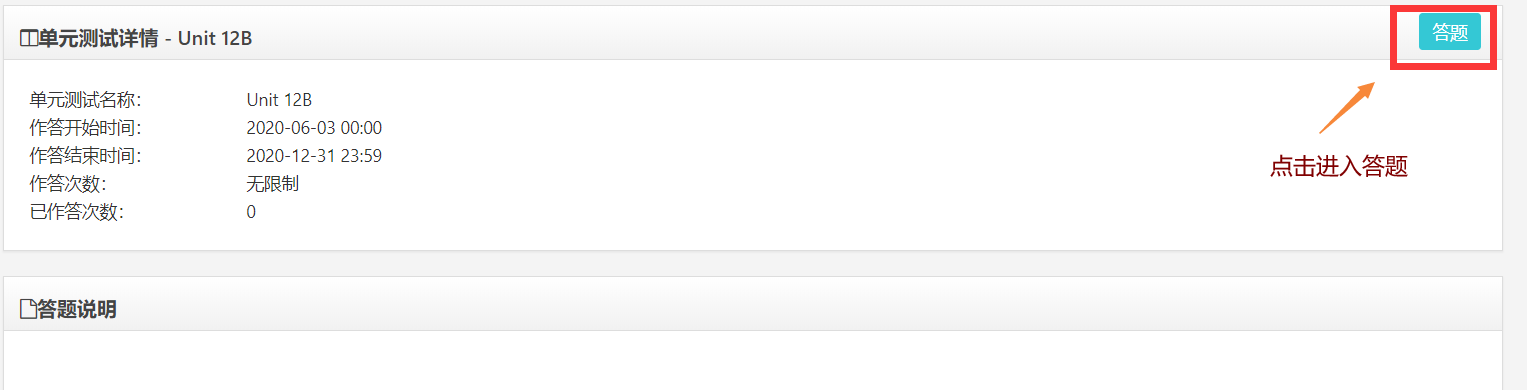 单元测试详情 - Unit 12B
答题
单元测试名称: Unit 12B
作答开始时间: 2020-06-03 00:00
作答结束时间: 2020-12-31 23:59
作答次数: 无限制
已作答次数: 0
点击进入答题
答题说明